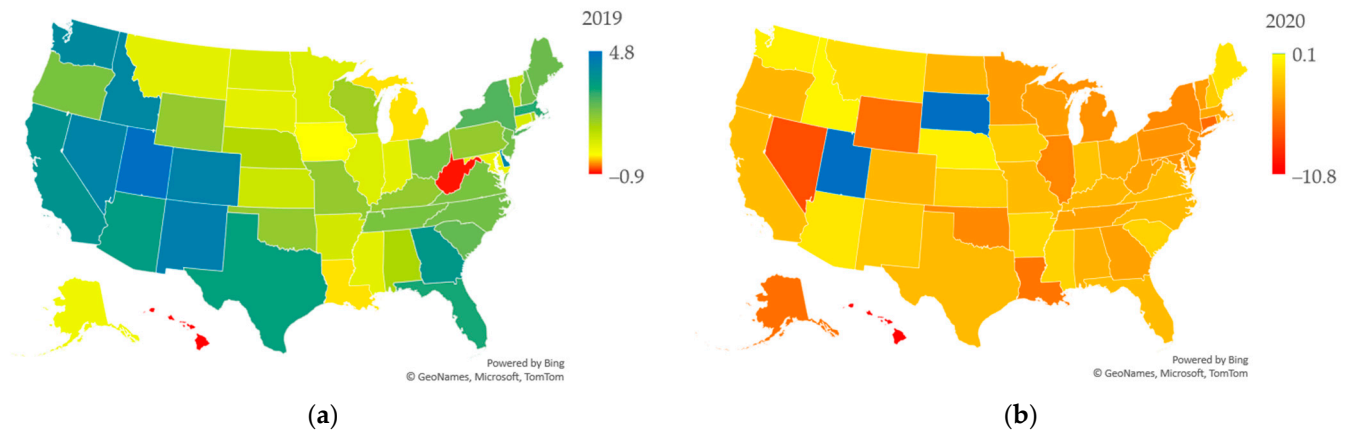 2019
4.8
–0.9
Powered by Bing
© GeoNames, Microsoft, TomTom
(a)
2020
0.1
–10.8
Powered by Bing
© GeoNames, Microsoft, TomTom
(b)